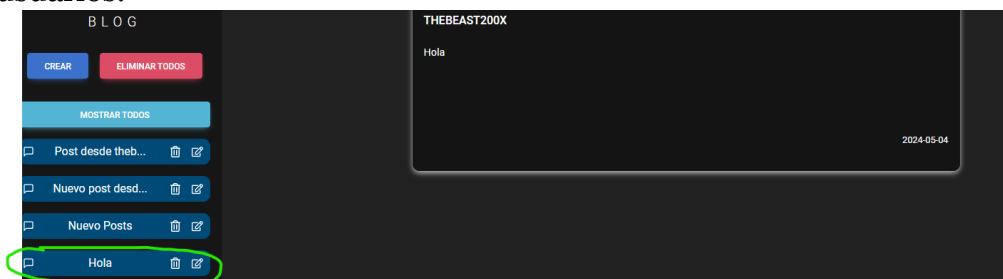 usuarios.
BLOG
CREAR
ELIMINAR TODOS
MOSTRAR TODOS
Post desde theb...
Nuevo post desd...
Nuevo Posts
Hola
THEBEAST200X
Hola
2024-05-04